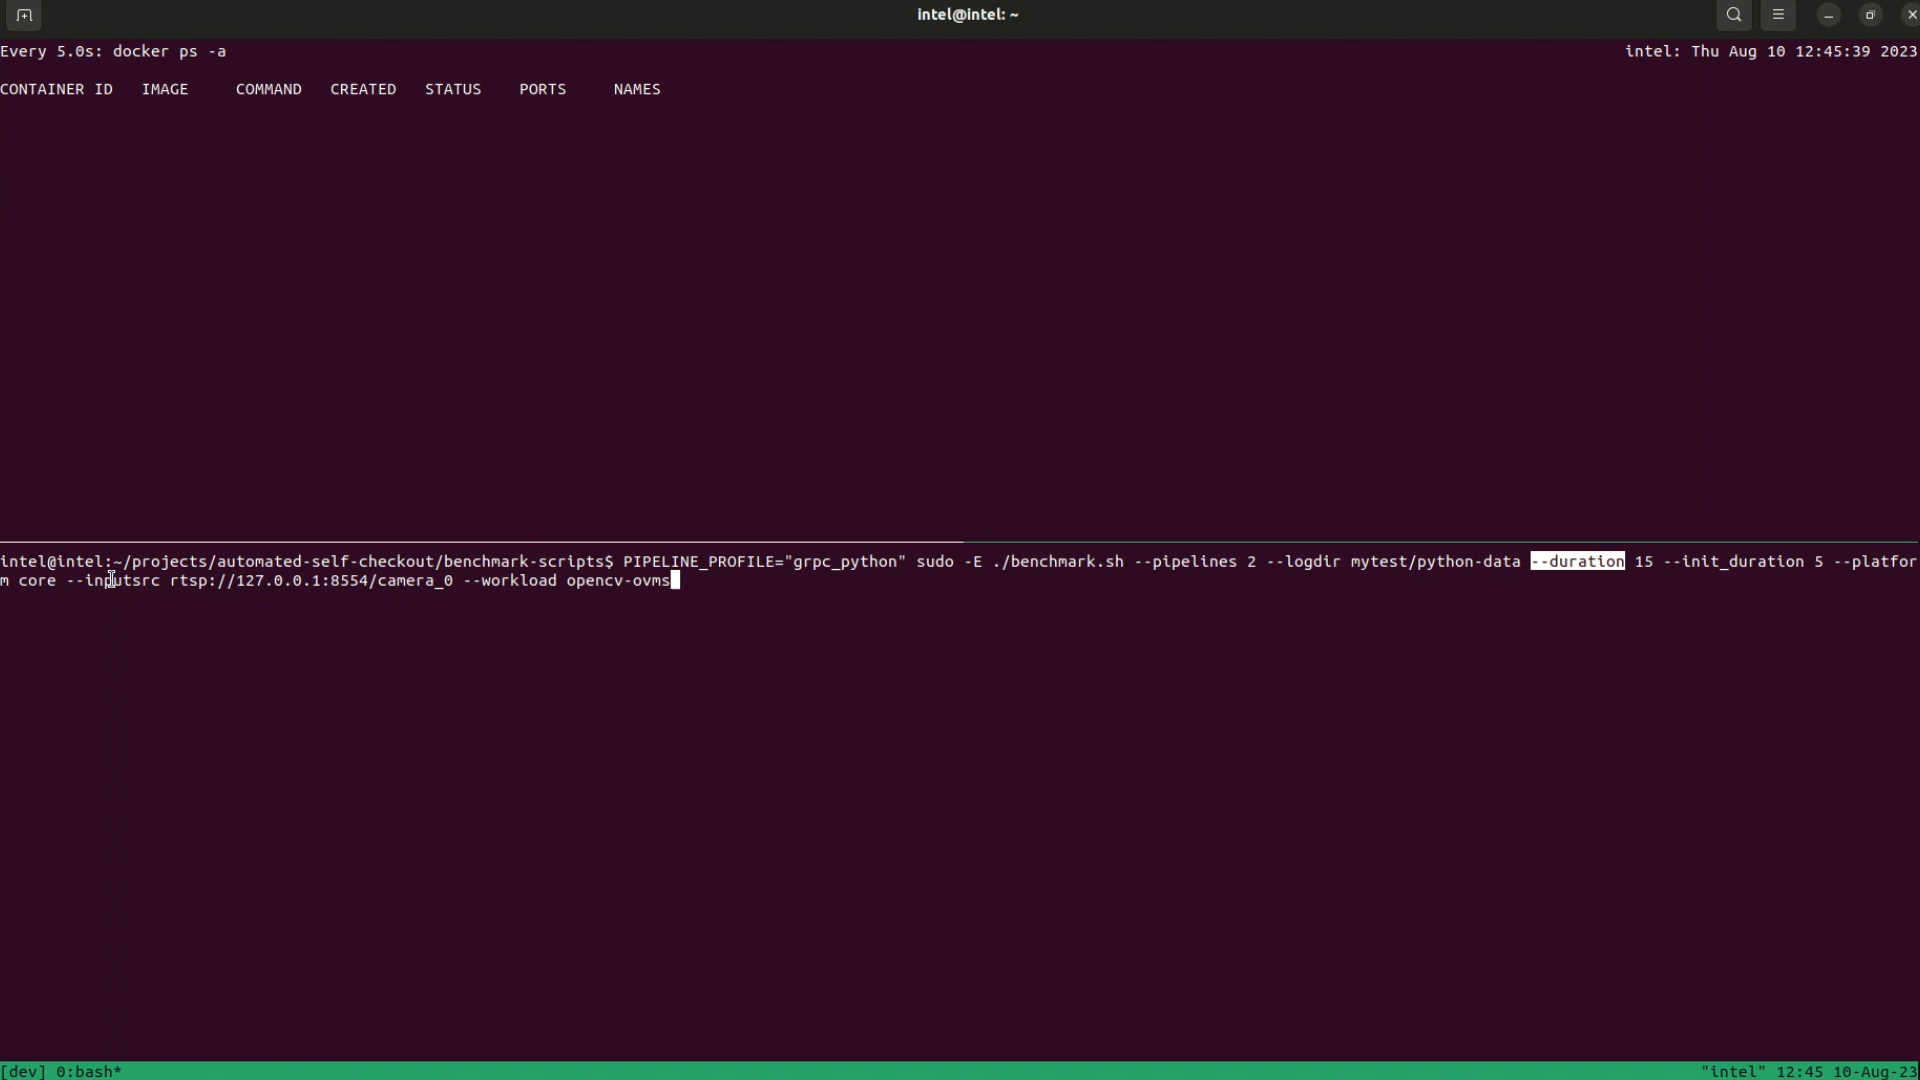 intel@intel: ~
Every 5.0s: docker ps -a intel: Thu Aug 10 12:45:39 2023
CONTAINER ID IMAGE COMMAND CREATED STATUS PORTS NAMES
intel@intel:~/projects/automated-self-checkout/benchmark-scripts$ PIPELINE_PROFILE="grpc_python" sudo -E ./benchmark.sh --pipelines 2 --logdir mytest/python-data --duration 15 --init_duration 5 --platfor
m core --inputsrc rtsp://127.0.0.1:8554/camera_0 --workload opencv-ovms
[dev] 0:bash* "intel" 12:45 10-Aug-23